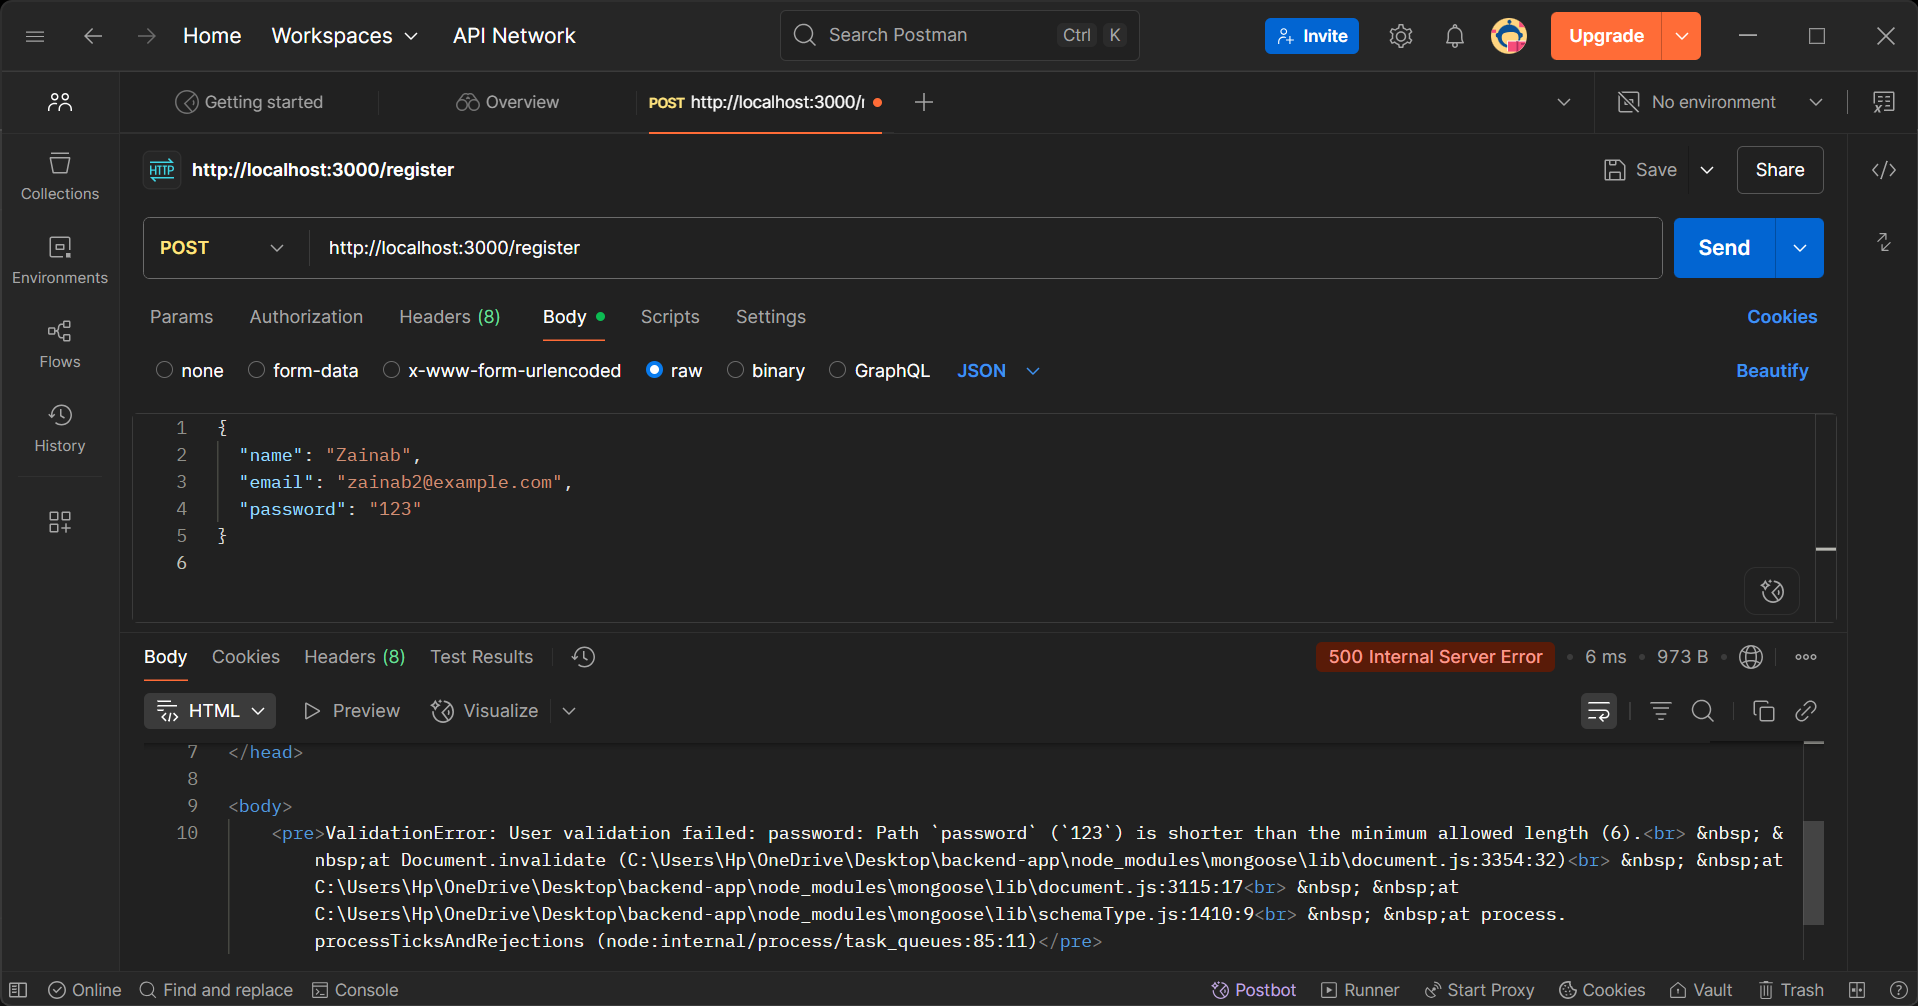 Home Workspaces API Network Search Postman Ctrl K Invite Upgrade
Getting started Overview POST http://localhost:3000/r No environment
HTTP http://localhost:3000/register Save Share
Collections
POST http://localhost:3000/register Send
Environments
Params Authorization Headers (8) Body Scripts Settings Cookies
Flows
none form-data x-www-form-urlencoded raw binary GraphQL JSON Beautify
History
1 {
2 "name": "Zainab",
3 "email": "zainab2@example.com",
4 "password": "123"
5 }
6
Body Cookies Headers (8) Test Results 500 Internal Server Error • 6 ms • 973 B •
HTML Preview Visualize
7 </head>
8
9 <body>
10 <pre>ValidationError: User validation failed: password: Path `password` (`123`) is shorter than the minimum allowed length (6).<br> &nbsp; &
nbsp;at Document.invalidate (C:\Users\Hp\OneDrive\Desktop\backend-app\node_modules\mongoose\lib\document.js:3354:32)<br> &nbsp; &nbsp;at
C:\Users\Hp\OneDrive\Desktop\backend-app\node_modules\mongoose\lib\document.js:3115:17<br> &nbsp; &nbsp;at
C:\Users\Hp\OneDrive\Desktop\backend-app\node_modules\mongoose\lib\schemaType.js:1410:9<br> &nbsp; &nbsp;at process.
processTicksAndRejections (node:internal/process/task_queues:85:11)</pre>
Online Find and replace Console Postbot Runner Start Proxy Cookies Vault Trash